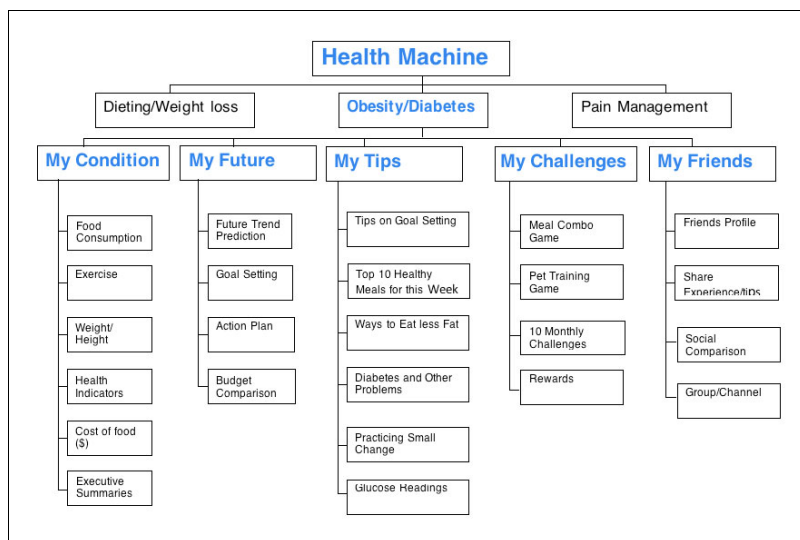 Health Machine
Dieting/Weight loss
Obesity/Diabetes
Pain Management
My Condition
My Future
My Tips
My Challenges
My Friends
Food
Consumption
Exercise
Weight/
Height
Health
Indicators
Cost of food
($)
Executive
Summaries
Future Trend
Prediction
Goal Setting
Action Plan
Budget
Comparison
Tips on Goal Setting
Top 10 Healthy
Meals for this Week
Ways to Eat less Fat
Diabetes and Other
Problems
Practicing Small
Change
Glucose Readings
Meal Combo
Game
Pet Training
Game
10 Monthly
Challenges
Rewards
Friends Profile
Share
Experience/tips
Social
Comparison
Group/Channel